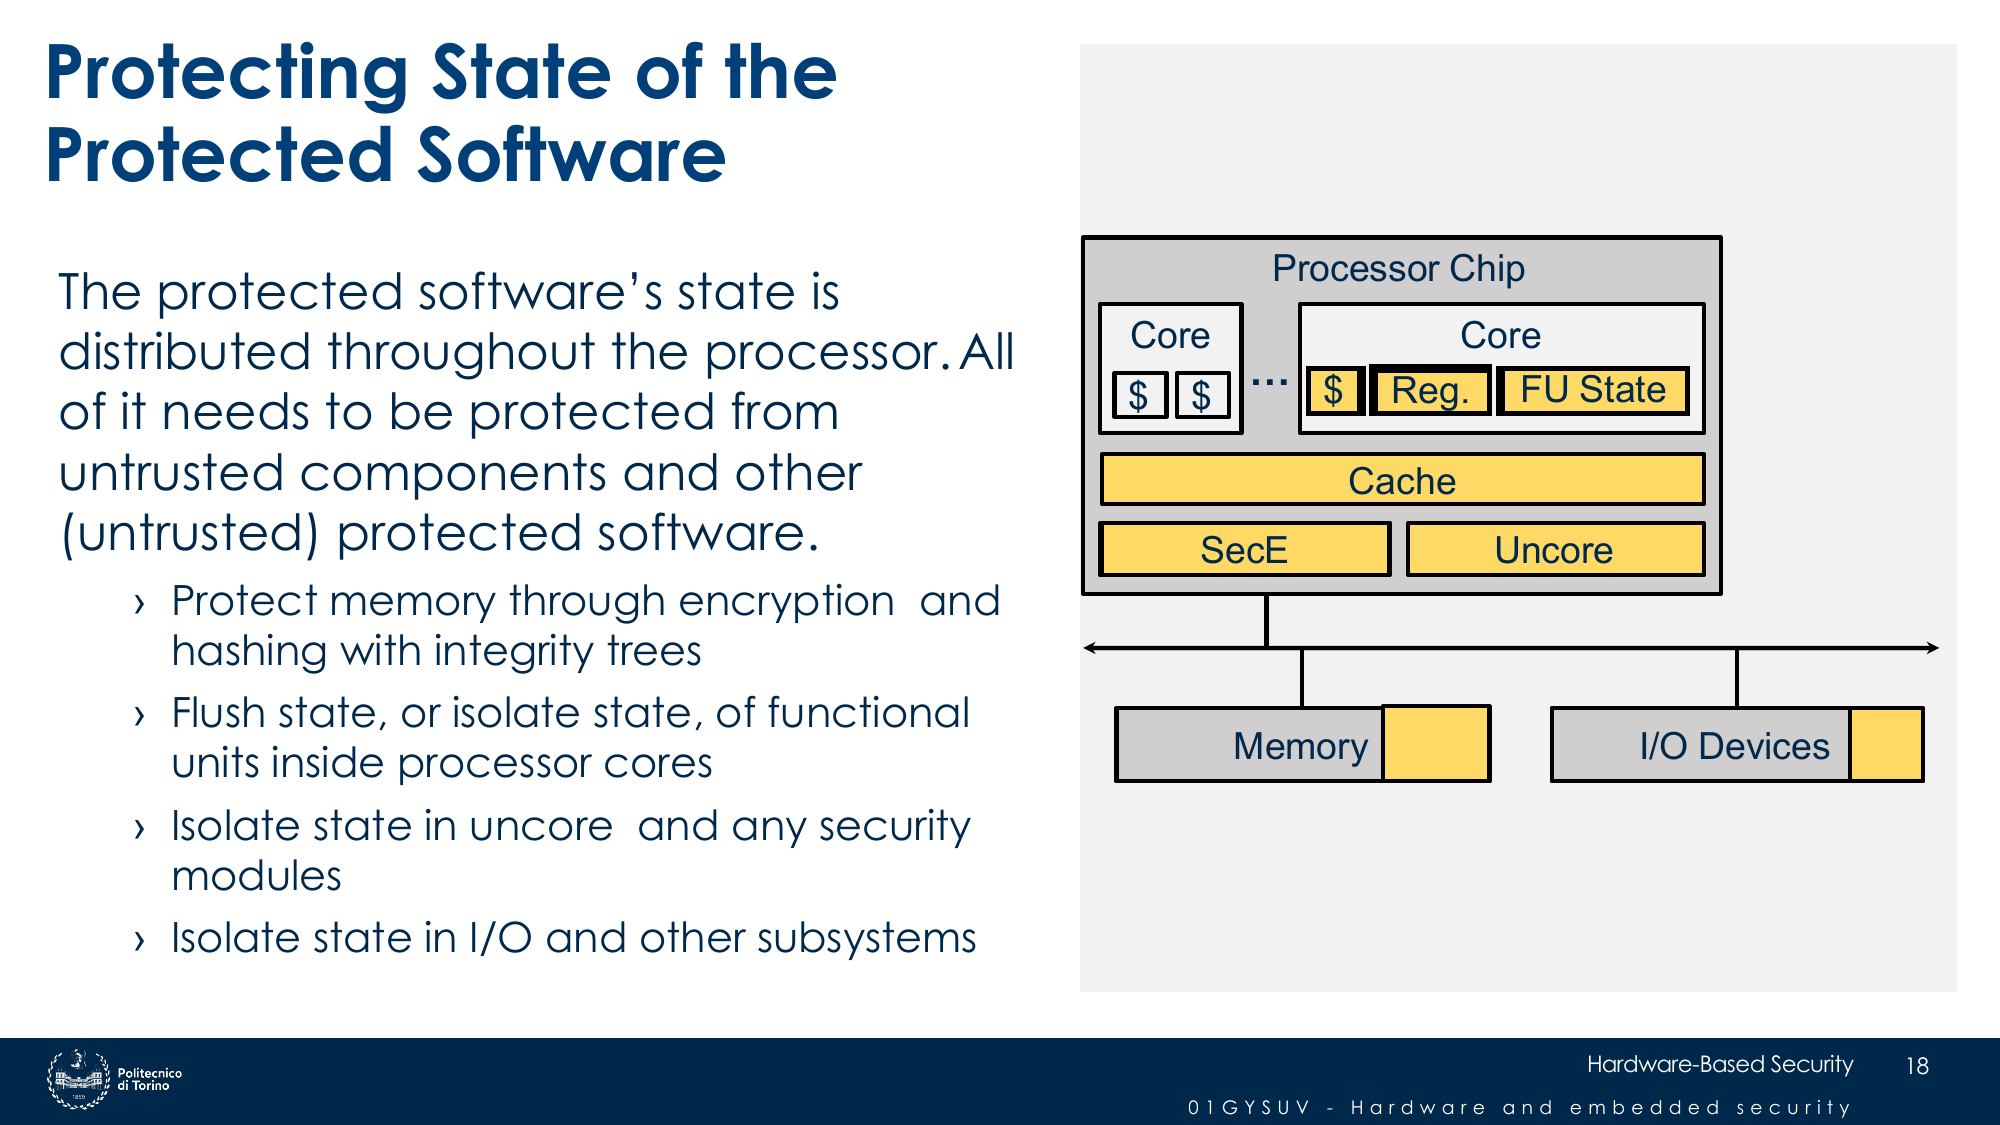 Protecting State of the
Protected Software
The protected software’s state is
distributed throughout the processor. All
of it needs to be protected from
untrusted components and other
(untrusted) protected software.
› Protect memory through encryption and
hashing with integrity trees
› Flush state, or isolate state, of functional
units inside processor cores
› Isolate state in uncore and any security
modules
› Isolate state in I/O and other subsystems
Processor Chip
Core
$ $
...
Core
$ Reg. FU State
Cache
SecE Uncore
Memory
I/O Devices
Politecnico
di Torino
1859
Hardware-Based Security 18
01GYSUV - Hardware and embedded security